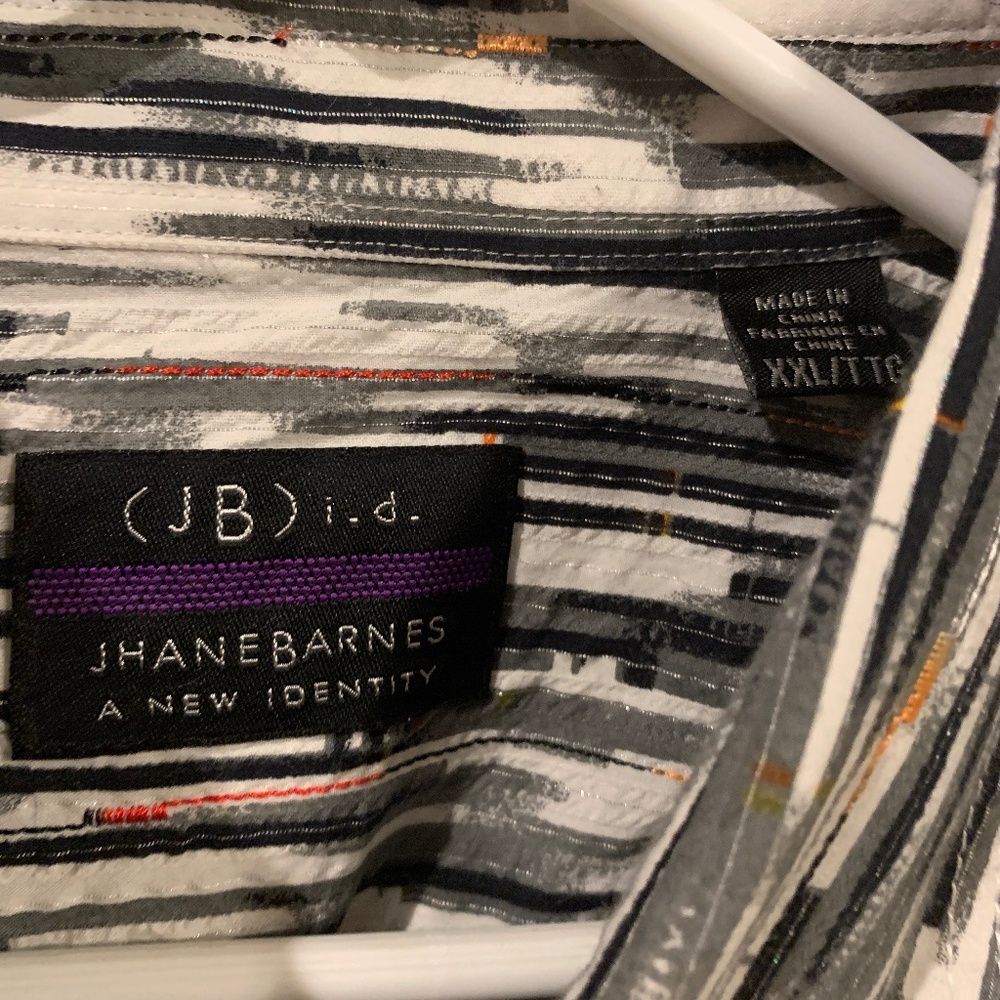 MADE IN
CHINA
FABRIQUE EN
CHINE
XXL/TTG
(JB) i.d.
JHANEBARNES
A NEW IDENTITY